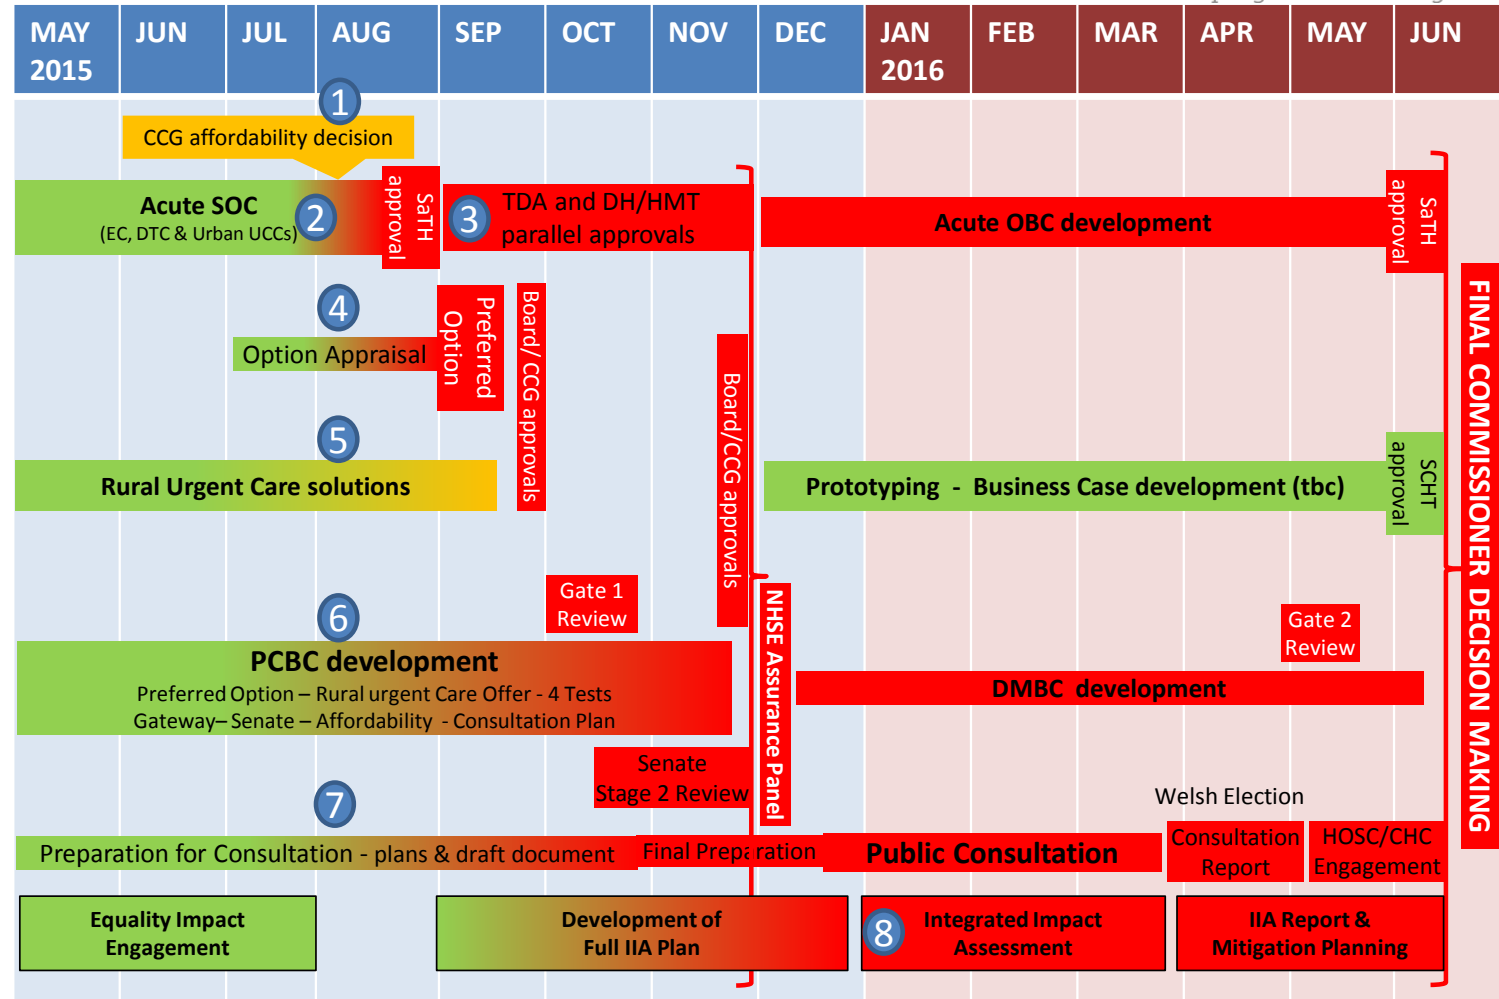 MAY
2015
JUN
JUL
AUG
SEP
OCT
NOV
DEC
JAN
2016
FEB
MAR
APR
MAY
JUN
1
CCG affordability decision
Acute SOC
(EC, DTC & Urban UCCs)
2
SaTH
approval
3
TDA and DH/HMT
parallel approvals
Acute OBC development
SaTH
approval
4
Option Appraisal
Preferred
Option
Board/ CCG approvals
Board/CCG approvals
5
Rural Urgent Care solutions
Prototyping - Business Case development (tbc)
SCHT
approval
FINAL COMMISSIONER DECISION MAKING
Gate 1
Review
NHSE Assurance Panel
6
PCBC development
Preferred Option – Rural urgent Care Offer - 4 Tests
Gateway– Senate – Affordability - Consultation Plan
Gate 2
Review
DMBC development
Senate
Stage 2 Review
7
Welsh Election
Preparation for Consultation - plans & draft document
Final Preparation
Public Consultation
Consultation
Report
HOSC/CHC
Engagement
Equality Impact
Engagement
Development of
Full IIA Plan
8
Integrated Impact
Assessment
IIA Report &
Mitigation Planning